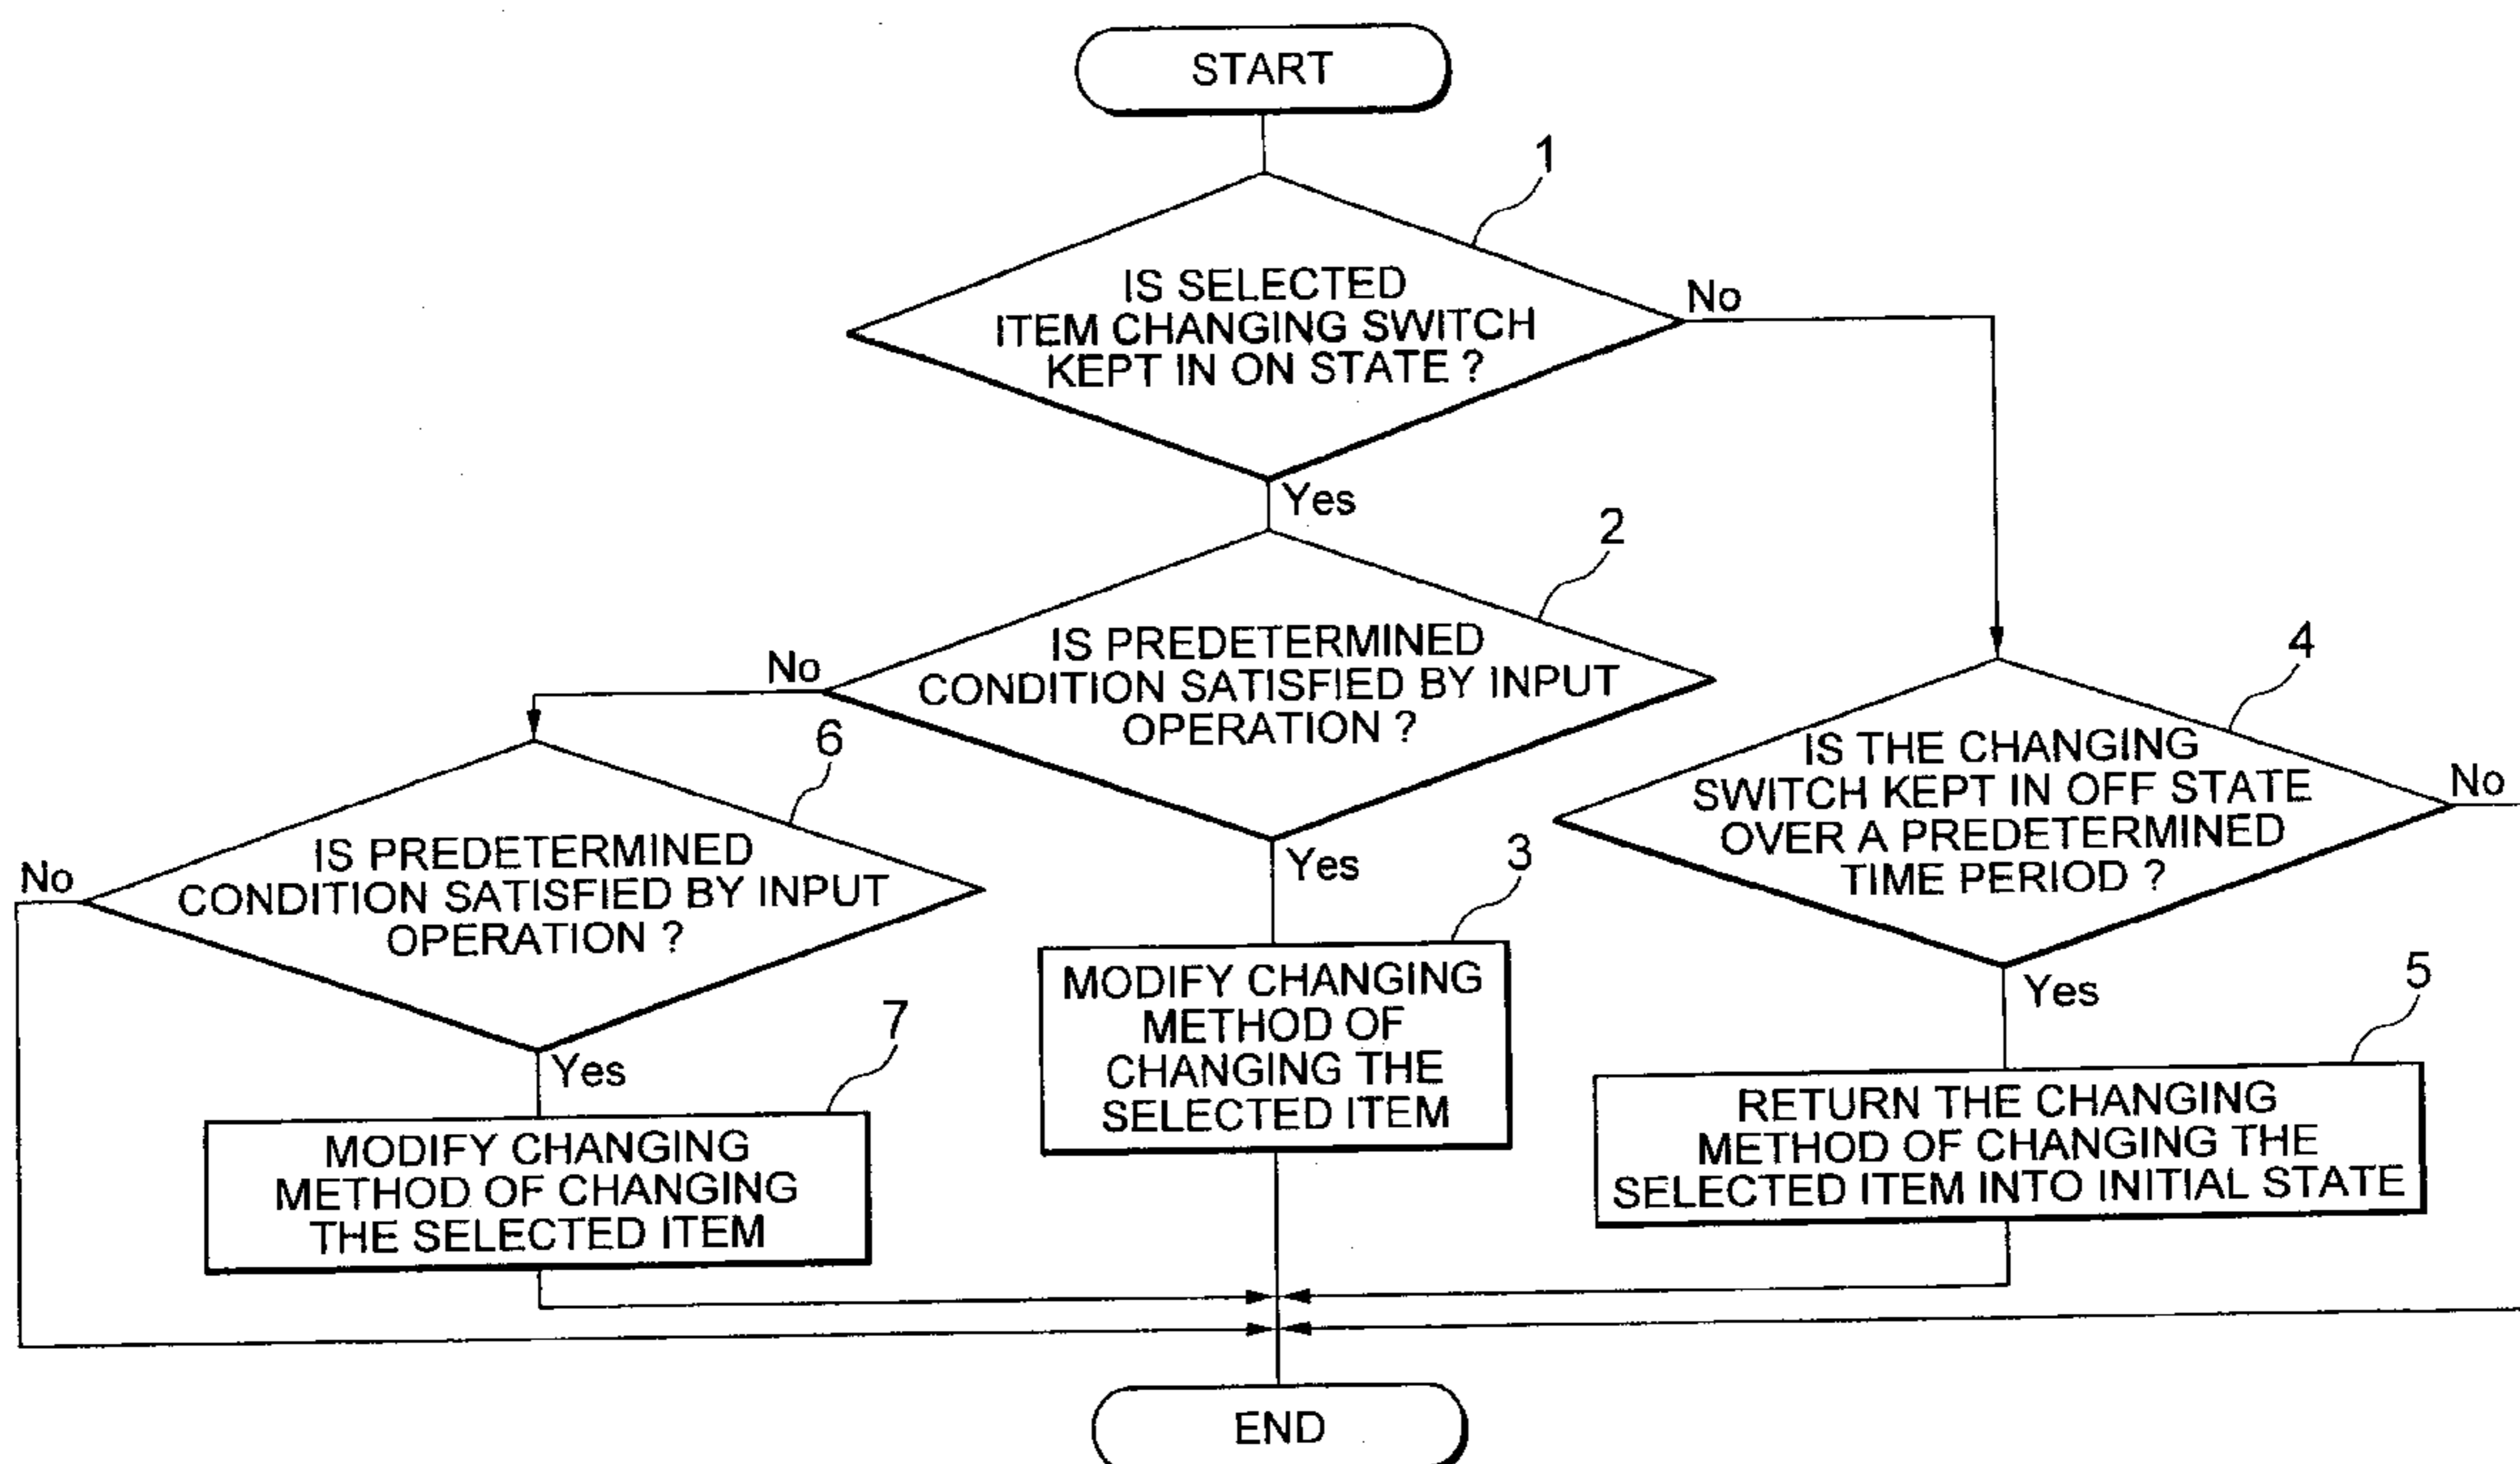 START
1
IS SELECTED
ITEM CHANGING SWITCH
KEPT IN ON STATE ?
No
Yes
2
IS PREDETERMINED
CONDITION SATISFIED BY INPUT
OPERATION ?
No
Yes
4
IS THE CHANGING
SWITCH KEPT IN OFF STATE
OVER A PREDETERMINED
TIME PERIOD ?
No
Yes
6
IS PREDETERMINED
CONDITION SATISFIED BY INPUT
OPERATION ?
No
Yes
3
MODIFY CHANGING
METHOD OF
CHANGING THE
SELECTED ITEM
5
RETURN THE CHANGING
METHOD OF CHANGING THE
SELECTED ITEM INTO INITIAL STATE
7
MODIFY CHANGING
METHOD OF CHANGING
THE SELECTED ITEM
END